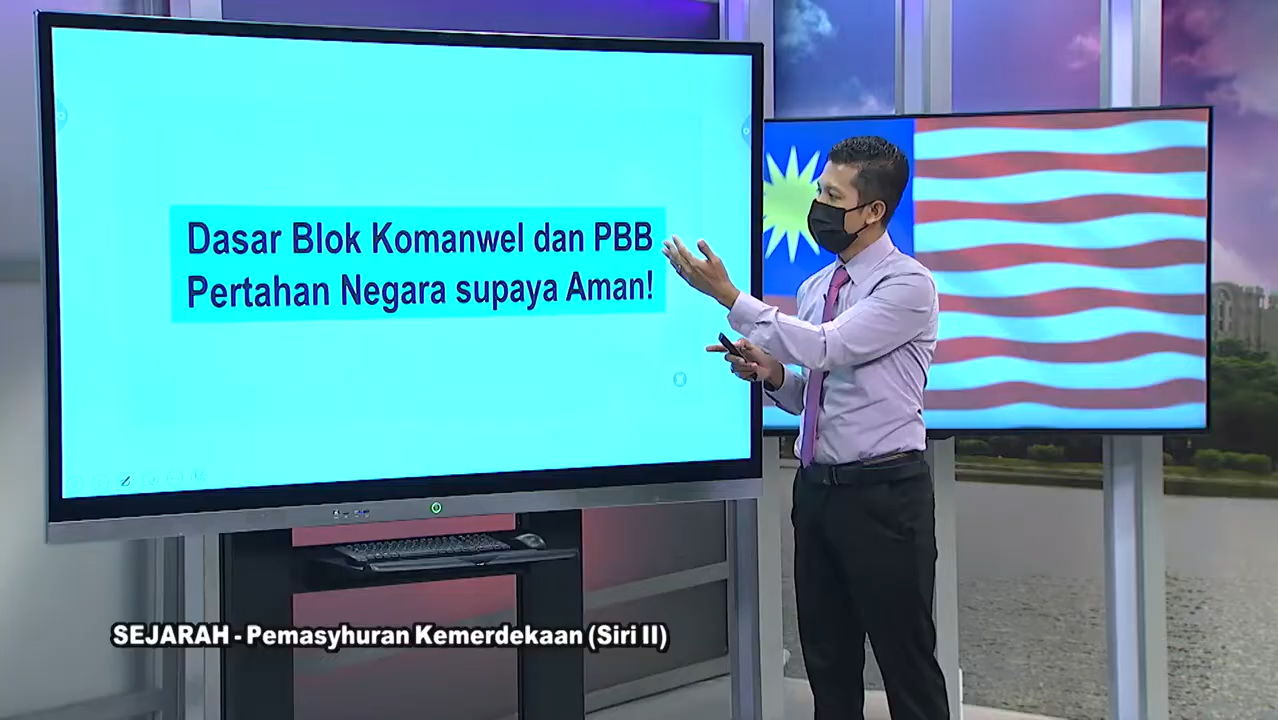 Dasar Blok Komanwel dan PBB
Pertahan Negara supaya Aman!
SEJARAH - Pemasyhuran Kemerdekaan (Siri II)